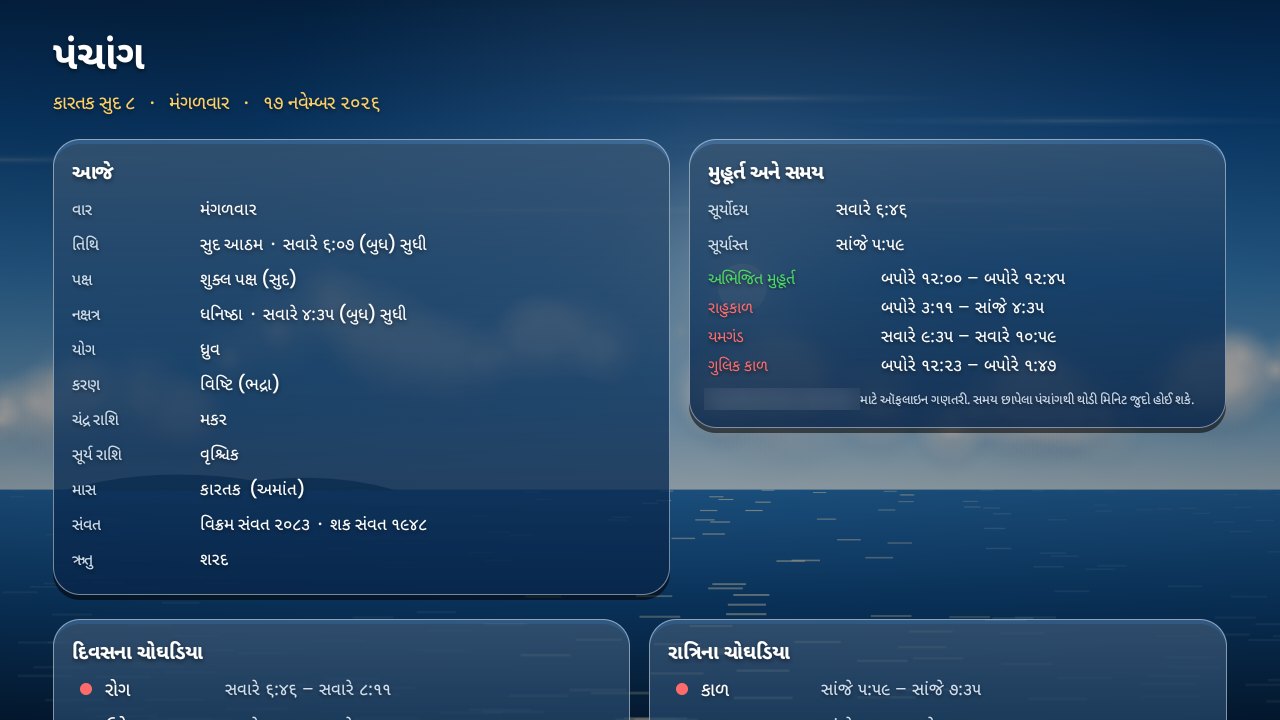 પંચાંગ
કારતક સુદ ૮ · મંગળવાર · ૧૭ નવેમ્બર ૨૦૨૬
આજે
વાર મંગળવાર
તિથિ સુદ આઠમ · સવારે ૬:૦૭ (બુધ) સુધી
પક્ષ શુક્લ પક્ષ (સુદ)
નક્ષત્ર ધનિષ્ઠા · સવારે ૪:૩૫ (બુધ) સુધી
યોગ ધ્રુવ
કરણ વિષ્ટિ (ભદ્રા)
ચંદ્ર રાશિ મકર
સૂર્ય રાશિ વૃશ્ચિક
માસ કારતક (અમાંત)
સંવત વિક્રમ સંવત ૨૦૮૩ · શક સંવત ૧૯૪૮
ઋતુ શરદ
મુહૂર્ત અને સમય
સૂર્યોદય સવારે ૬:૪૬
સૂર્યાસ્ત સાંજે ૫:૫૯
અભિજિત મુહૂર્ત બપોરે ૧૨:૦૦ – બપોરે ૧૨:૪૫
રાહુકાળ બપોરે ૩:૧૧ – સાંજે ૪:૩૫
યમગંડ સવારે ૯:૩૫ – સવારે ૧૦:૫૯
ગુલિક કાળ બપોરે ૧૨:૨૩ – બપોરે ૧:૪૭
માટે ઑફલાઇન ગણતરી. સમય છાપેલા પંચાંગથી થોડી મિનિટ જુદો હોઈ શકે.
દિવસના ચોઘડિયા
રોગ સવારે ૬:૪૬ – સવારે ૮:૧૧
રાત્રિના ચોઘડિયા
કાળ સાંજે ૫:૫૯ – સાંજે ૭:૩૫